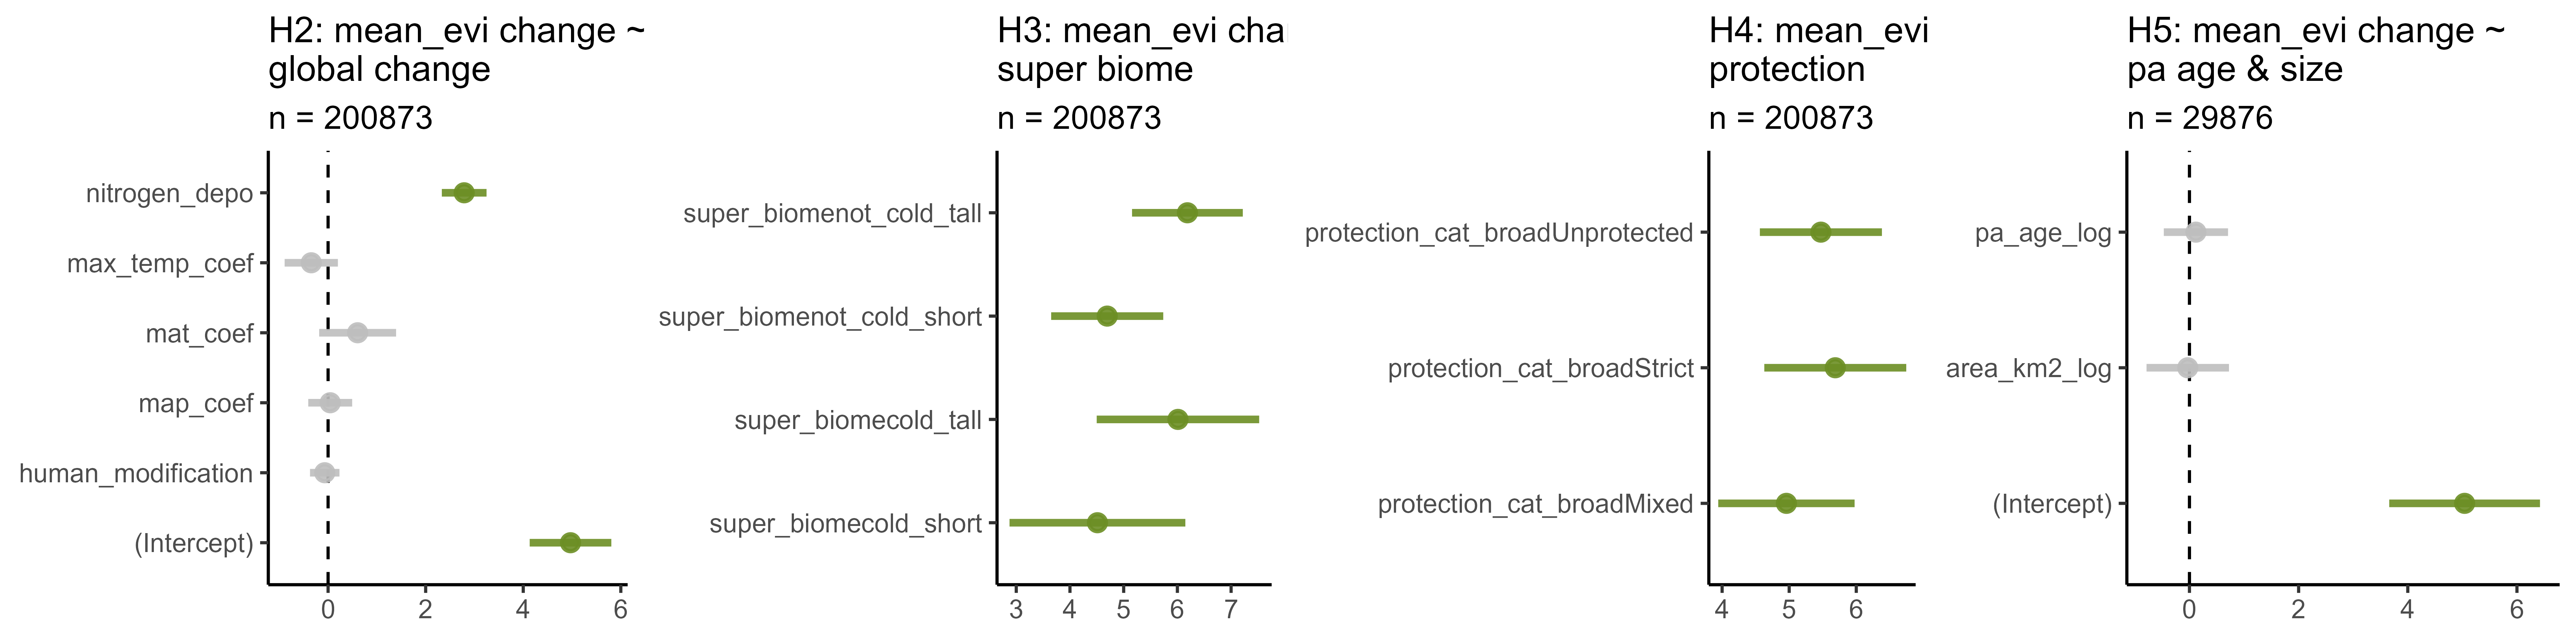 H2: mean_evi change ~
global change
n = 200873
nitrogen_depo
max_temp_coef
mat_coef
map_coef
human_modification
(Intercept)
0 2 4 6
H3: mean_evi cha
super biome
n = 200873
super_biomenot_cold_tall
super_biomenot_cold_short
super_biomecold_tall
super_biomecold_short
3 4 5 6 7
H4: mean_evi
protection
n = 200873
protection_cat_broadUnprotected
protection_cat_broadStrict
protection_cat_broadMixed
4 5 6
H5: mean_evi change ~
pa age & size
n = 29876
pa_age_log
area_km2_log
(Intercept)
0 2 4 6